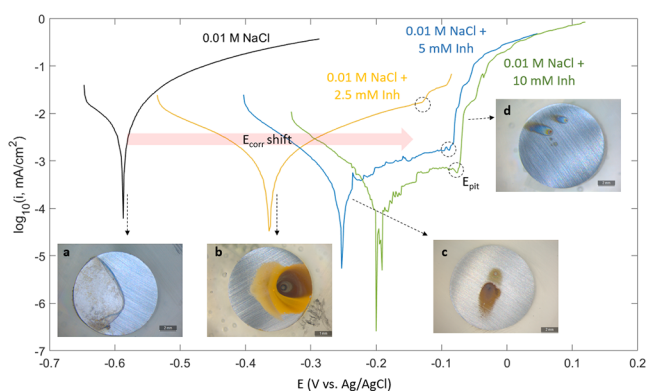 0.01 M NaCl
0.01 M NaCl +
2.5 mM Inh
0.01 M NaCl +
5 mM Inh
0.01 M NaCl +
10 mM Inh
Ecorr shift
Epit
a
b
c
d
log10(i, mA/cm²)
0
-1
-2
-3
-4
-5
-6
-7
-0.7
-0.6
-0.5
-0.4
-0.3
-0.2
-0.1
0
0.1
E (V vs. Ag/AgCl)